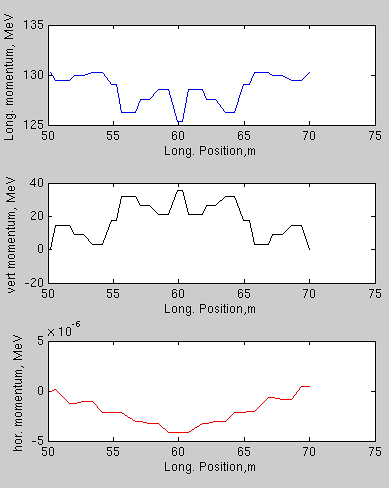 135
130
125
Long. momentum, MeV
50 55 60 65 70 75
Long. Position,m
40
20
0
-20
vert momentum, MeV
50 55 60 65 70 75
Long. Position,m
× 10⁻⁶
5
0
-5
hor. momentum, MeV
50 55 60 65 70 75
Long. Position,m